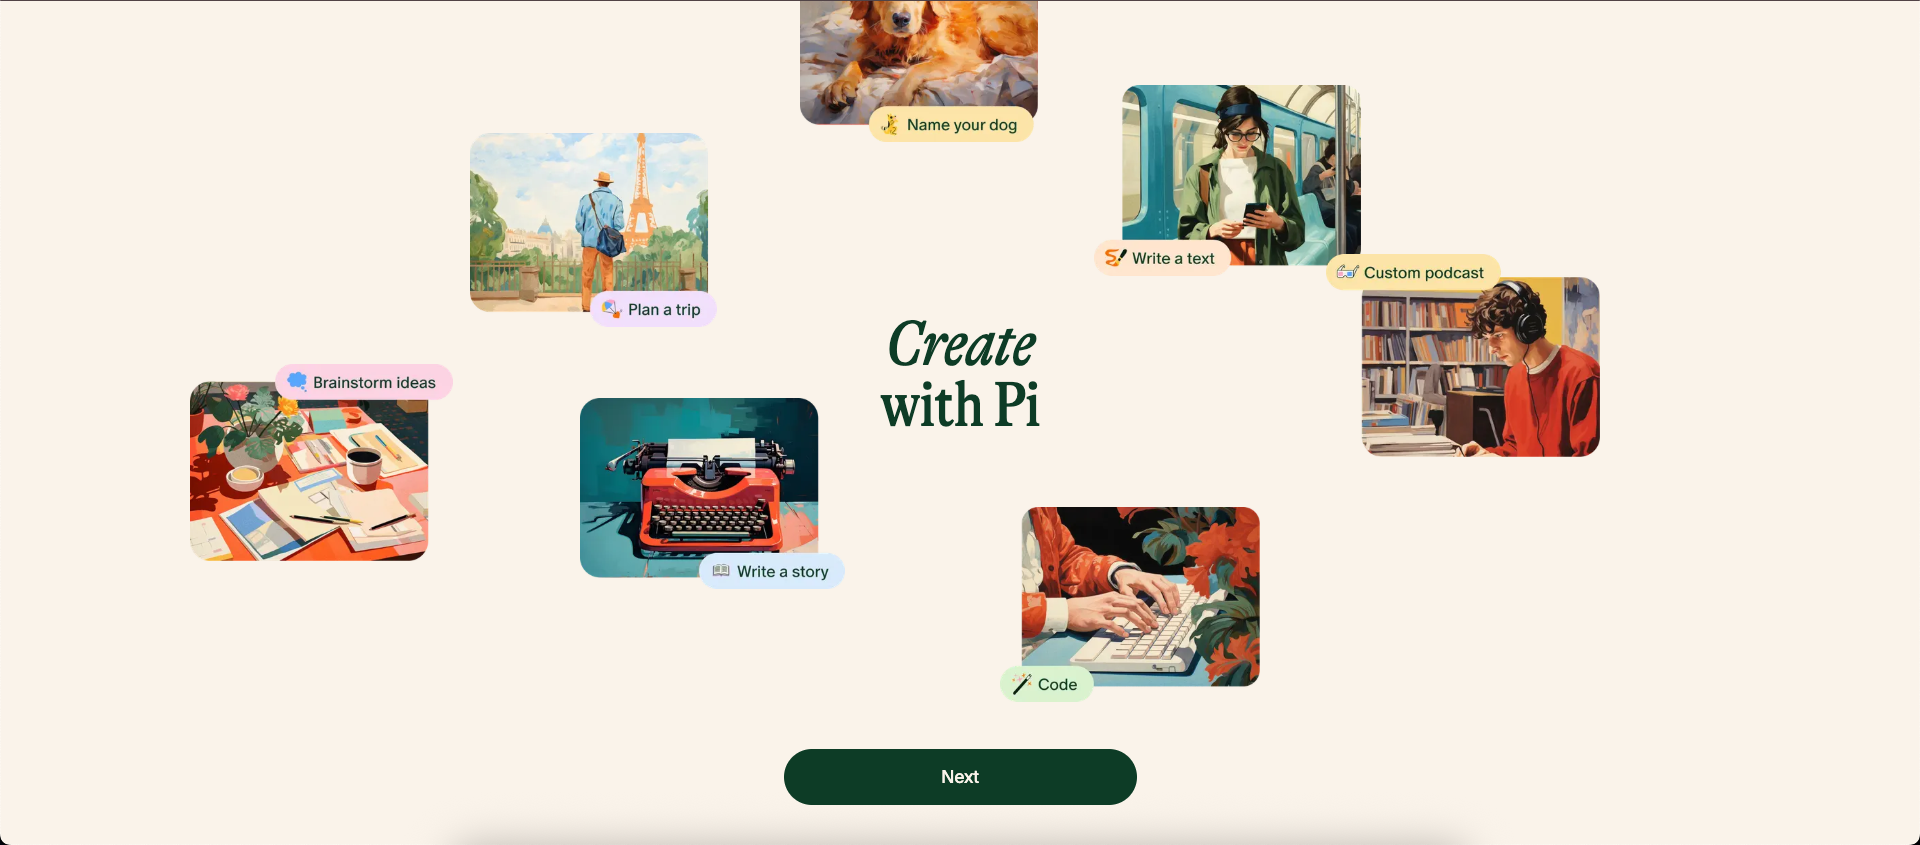 Name your dog
Plan a trip
Write a text
Custom podcast
Brainstorm ideas
Create
with Pi
Write a story
Code
Next